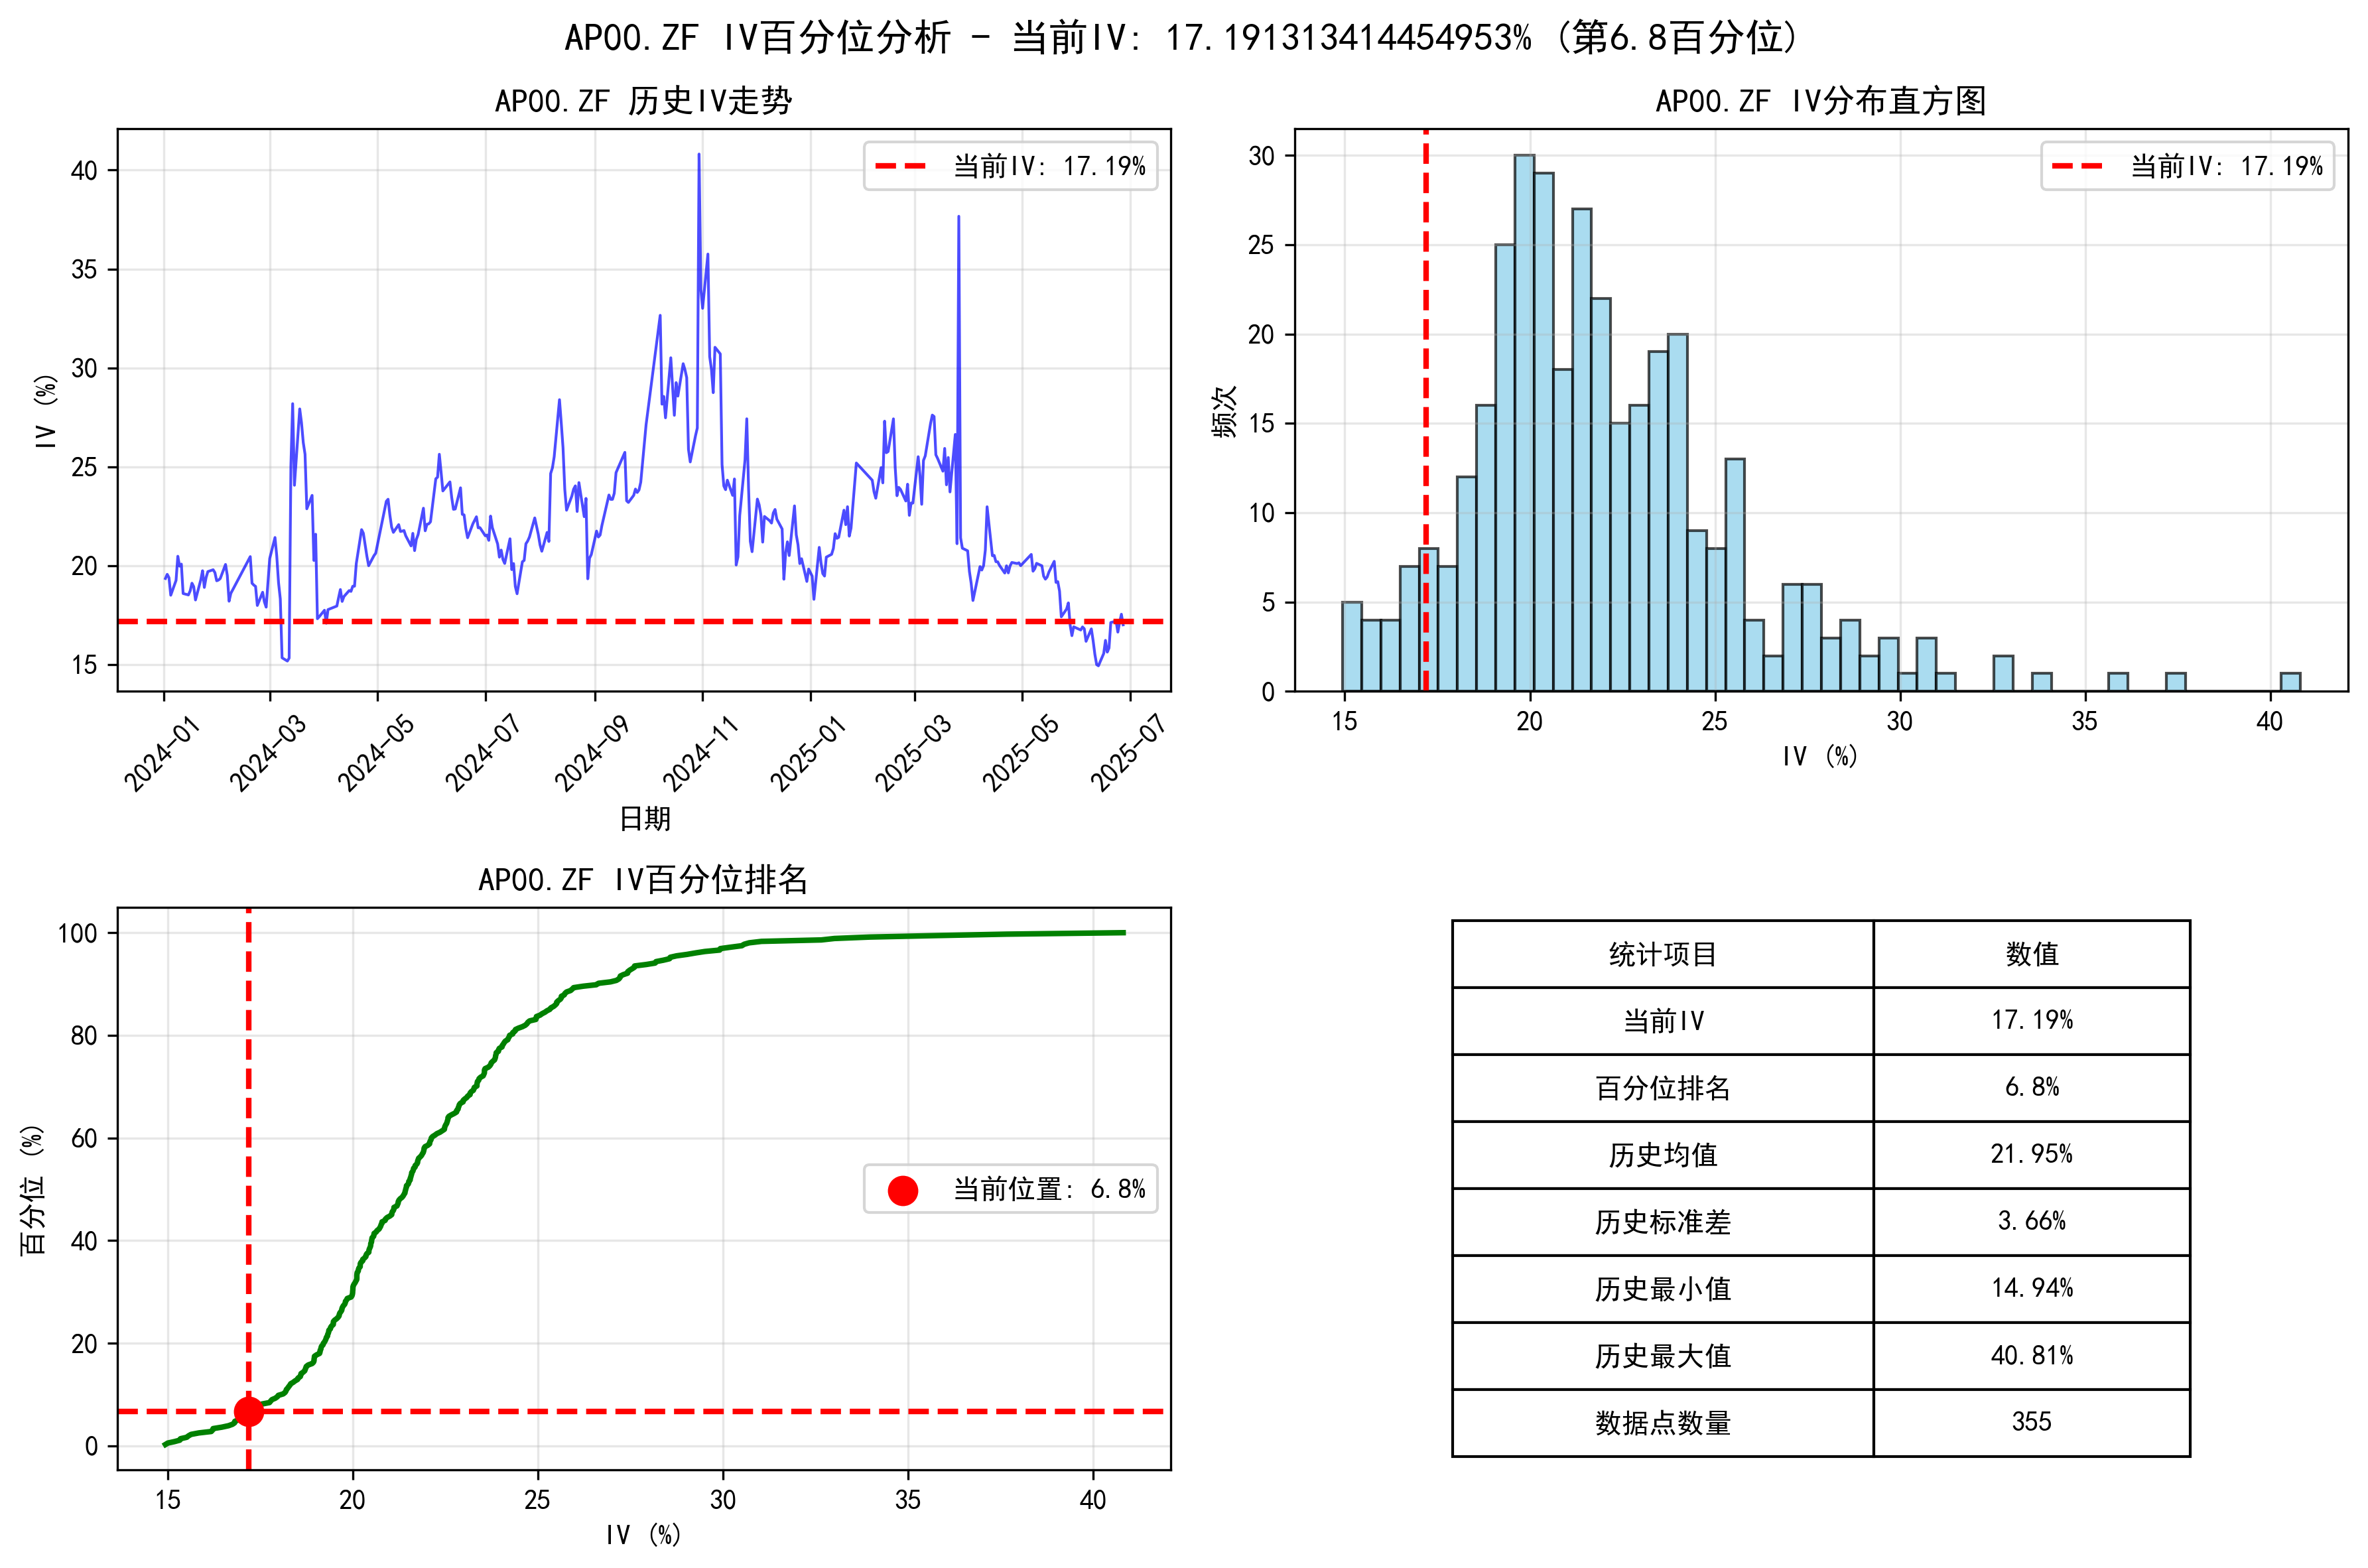 AP00.ZF IV百分位分析 - 当前IV: 17.191313414454953% (第6.8百分位)
AP00.ZF 历史IV走势
当前IV: 17.19%
40
35
30
25
20
15
IV (%)
2024-01
2024-03
2024-05
2024-07
2024-09
2024-11
2025-01
2025-03
2025-05
2025-07
日期
AP00.ZF IV分布直方图
当前IV: 17.19%
30
25
20
15
10
5
0
频次
15
20
25
30
35
40
IV (%)
AP00.ZF IV百分位排名
100
80
60
40
20
0
百分位 (%)
当前位置: 6.8%
15
20
25
30
35
40
IV (%)
统计项目 数值
当前IV 17.19%
百分位排名 6.8%
历史均值 21.95%
历史标准差 3.66%
历史最小值 14.94%
历史最大值 40.81%
数据点数量 355